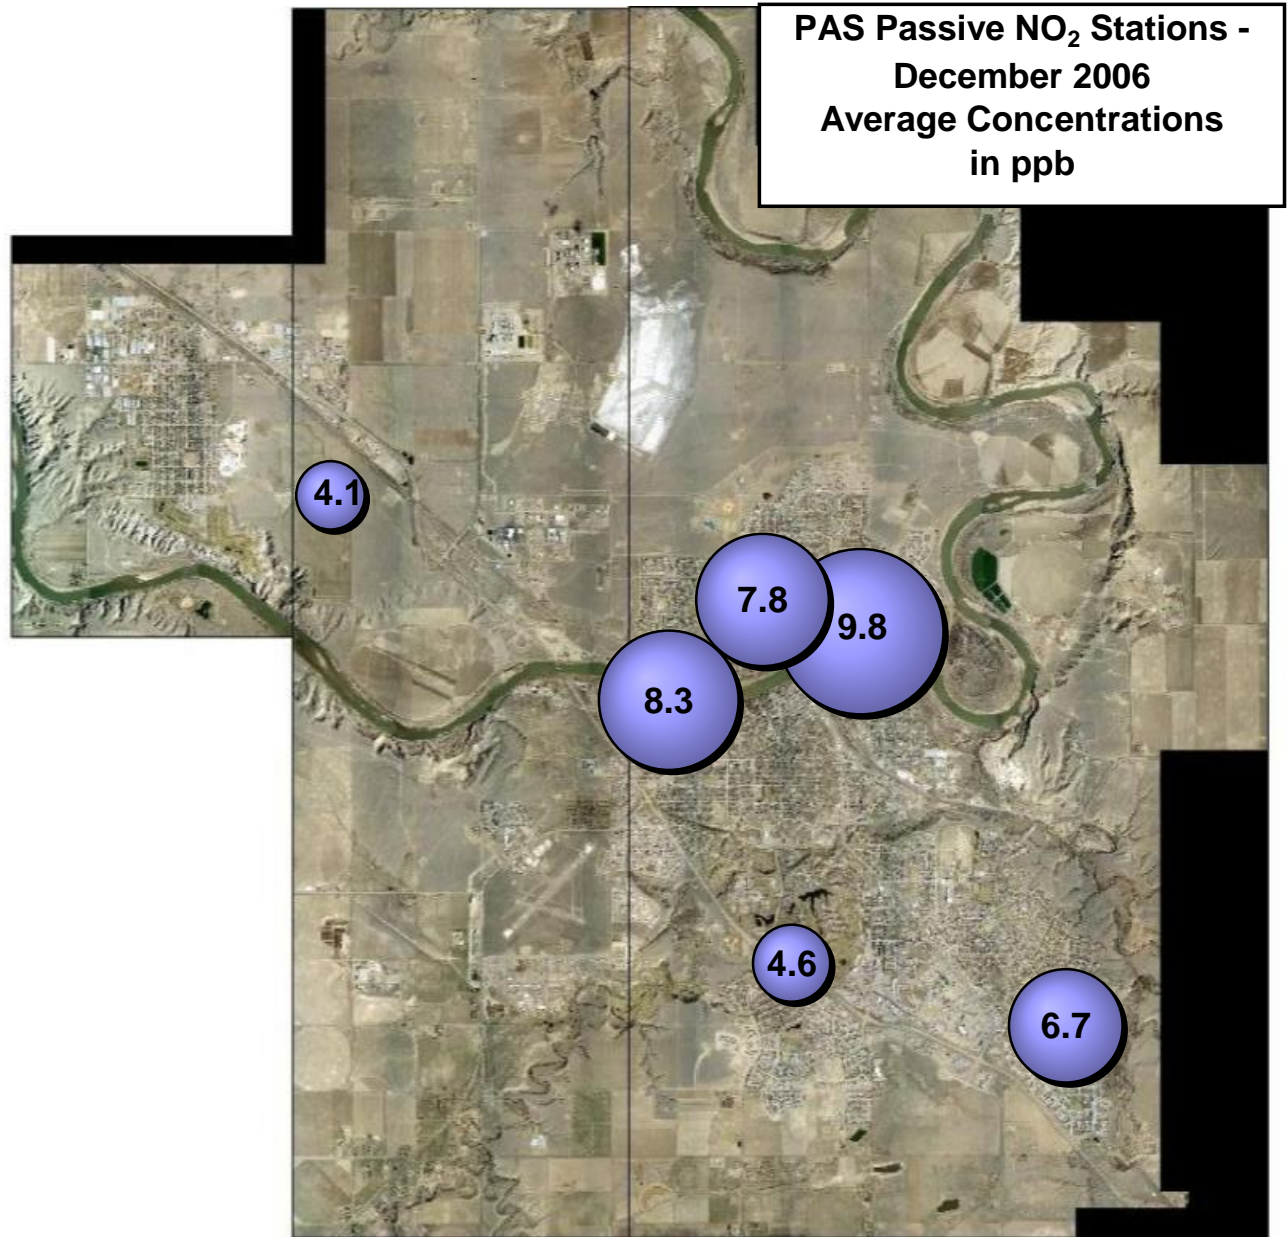 PAS Passive NO₂ Stations -
December 2006
Average Concentrations
in ppb
4.1
7.8
9.8
8.3
4.6
6.7